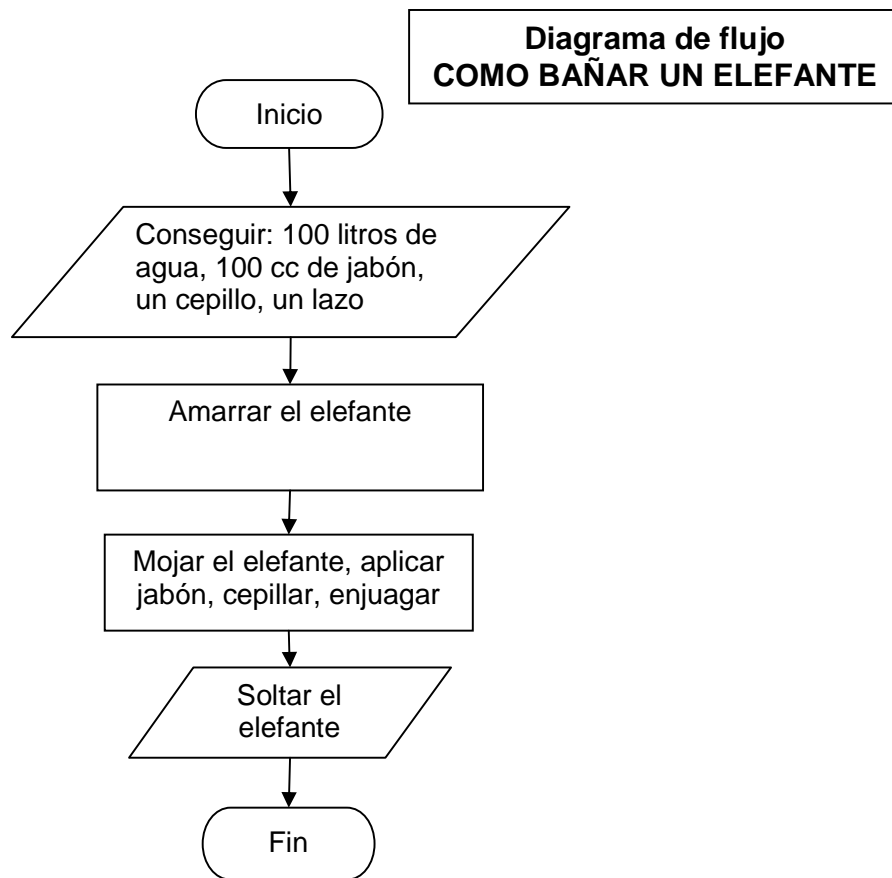 Diagrama de flujo
COMO BAÑAR UN ELEFANTE
Inicio
Conseguir: 100 litros de
agua, 100 cc de jabón,
un cepillo, un lazo
Amarrar el elefante
Mojar el elefante, aplicar
jabón, cepillar, enjuagar
Soltar el
elefante
Fin